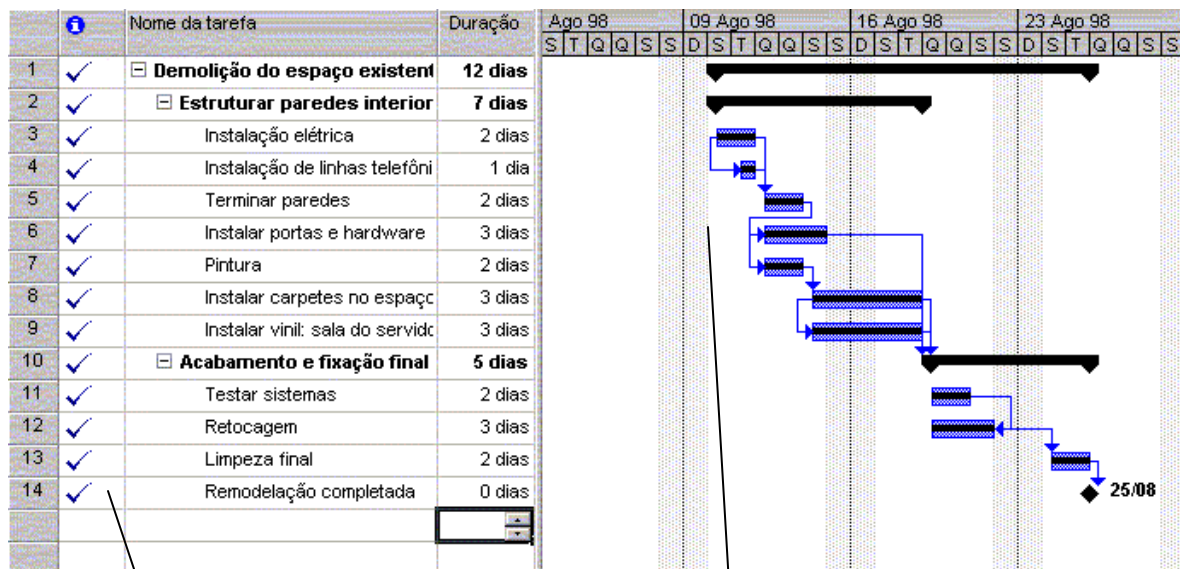 Nome da tarefa Duração Ago 98 09 Ago 98 16 Ago 98 23 Ago 98
S T Q Q S S D S T Q Q S S D S T Q Q S S D S T Q Q S S
1 Demolição do espaço existent 12 dias
2 Estruturar paredes interior 7 dias
3 Instalação elétrica 2 dias
4 Instalação de linhas telefôni 1 dia
5 Terminar paredes 2 dias
6 Instalar portas e hardware 3 dias
7 Pintura 2 dias
8 Instalar carpetes no espaço 3 dias
9 Instalar vinil: sala do servido 3 dias
10 Acabamento e fixação final 5 dias
11 Testar sistemas 2 dias
12 Retocagem 3 dias
13 Limpeza final 2 dias
14 Remodelação completada 0 dias
25/08